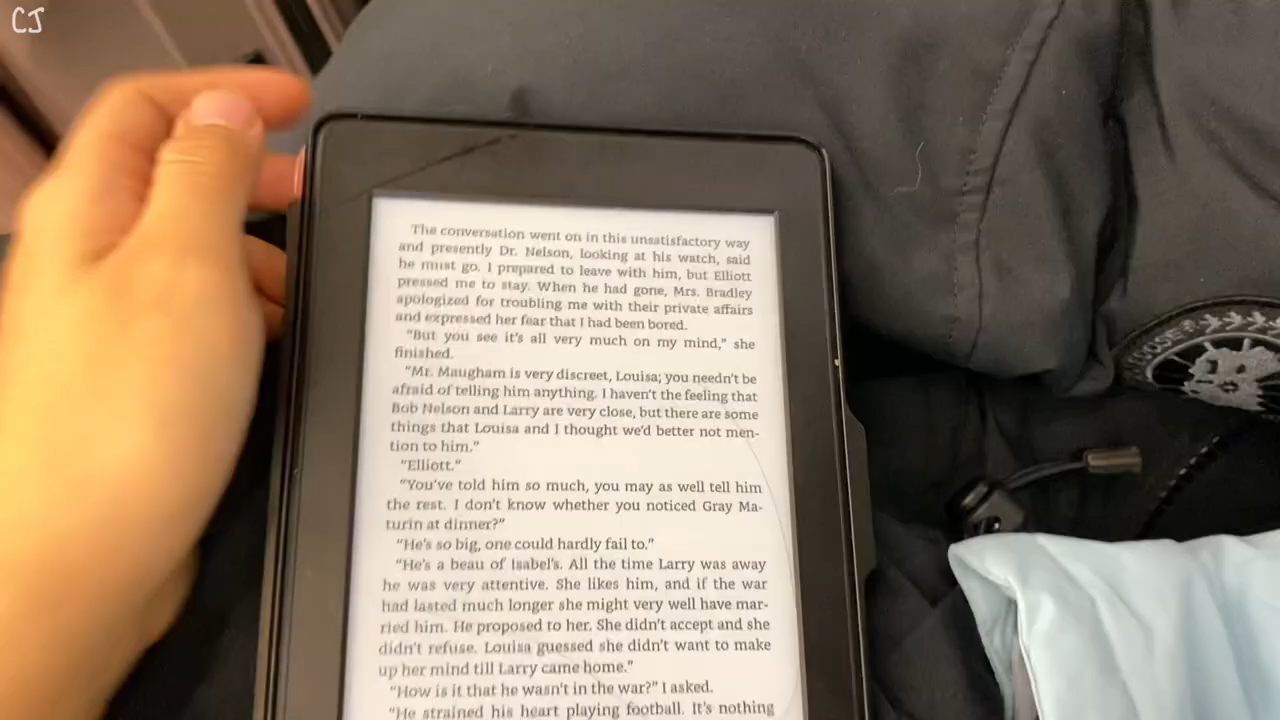 CJ
The conversation went on in this unsatisfactory way
and presently Dr. Nelson, looking at his watch, said
he must go. I prepared to leave with him, but Elliott
pressed me to stay. When he had gone, Mrs. Bradley
apologized for troubling me with their private affairs
and expressed her fear that I had been bored.
"But you see it's all very much on my mind," she
finished.
"Mr. Maugham is very discreet, Louisa; you needn't be
afraid of telling him anything. I haven't the feeling that
Bob Nelson and Larry are very close, but there are some
things that Louisa and I thought we'd better not men-
tion to him."
"Elliott."
"You've told him so much, you may as well tell him
the rest. I don't know whether you noticed Gray Ma-
turin at dinner?"
"He's so big, one could hardly fail to."
"He's a beau of Isabel's. All the time Larry was away
he was very attentive. She likes him, and if the war
had lasted much longer she might very well have mar-
ried him. He proposed to her. She didn't accept and she
didn't refuse. Louisa guessed she didn't want to make
up her mind till Larry came home."
"How is it that he wasn't in the war?" I asked.
"He strained his heart playing football. It's nothing